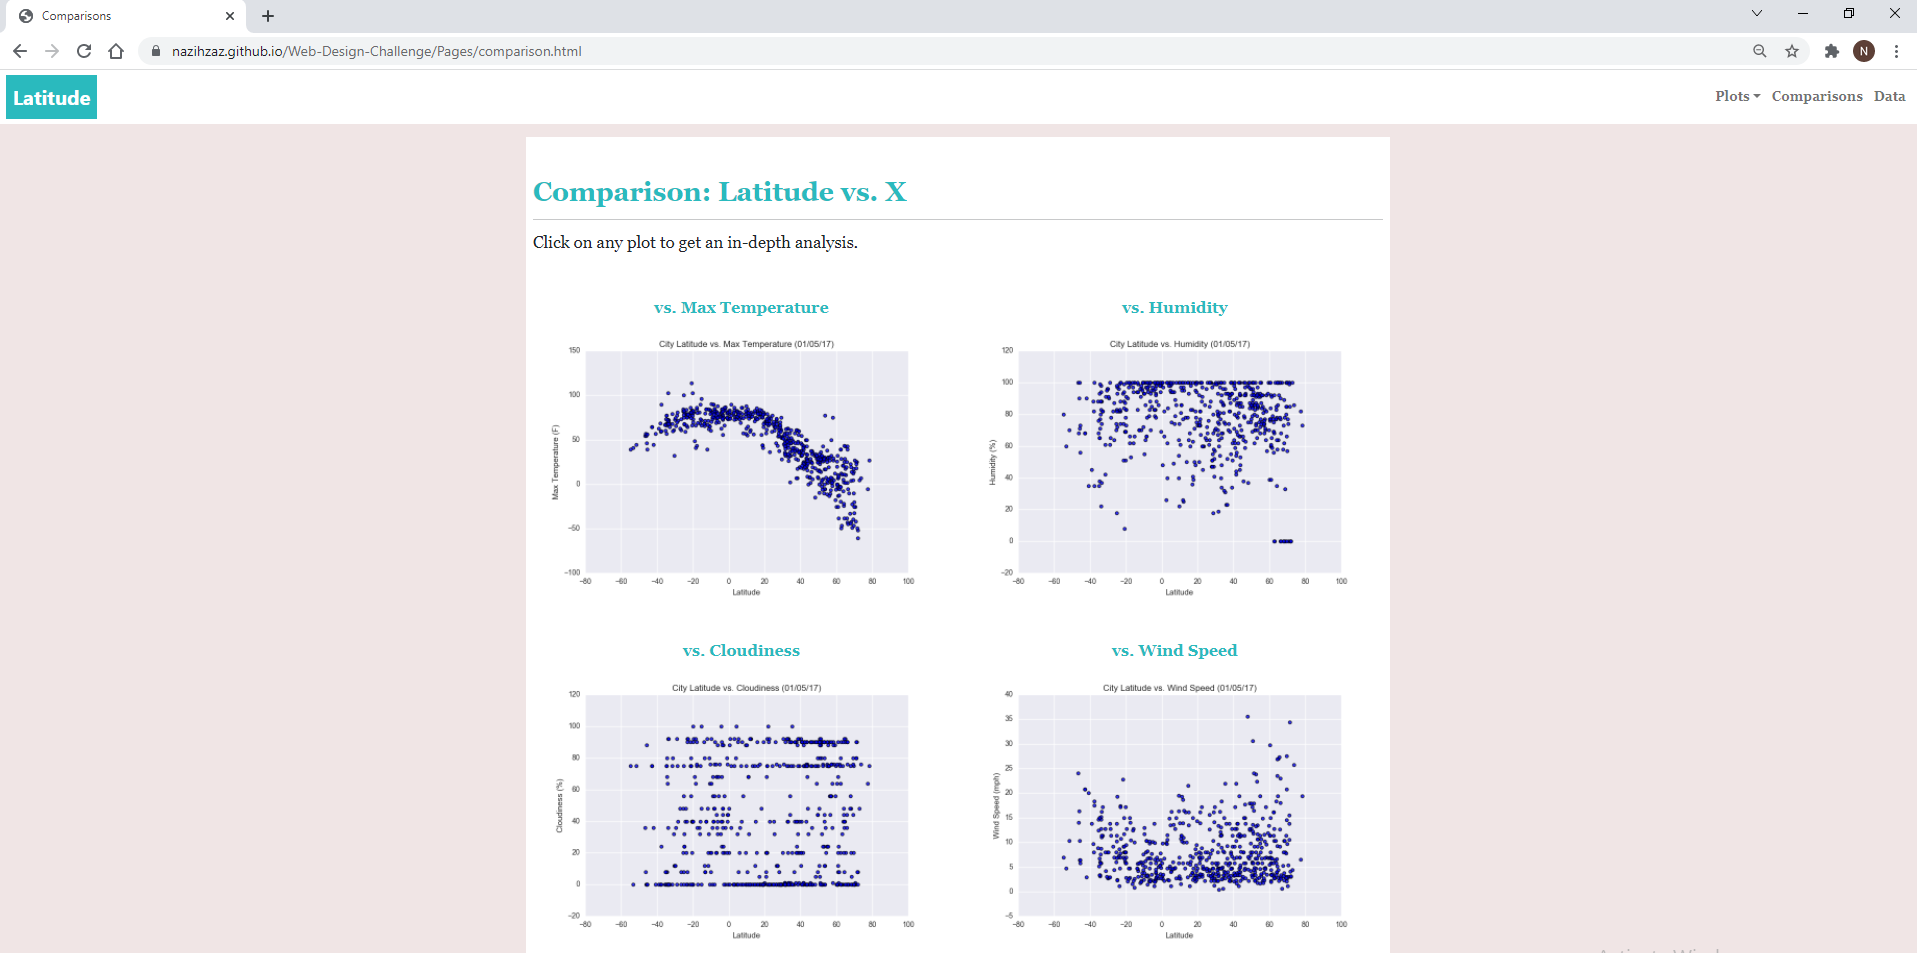 Comparisons
nazihzaz.github.io/Web-Design-Challenge/Pages/comparison.html
N
Latitude
Plots Comparisons Data
Comparison: Latitude vs. X
Click on any plot to get an in-depth analysis.
vs. Max Temperature
City Latitude vs. Max Temperature (01/05/17)
150
100
50
0
−50
−100
Max Temperature (F)
−80 −60 −40 −20 0 20 40 60 80 100
Latitude
vs. Humidity
City Latitude vs. Humidity (01/05/17)
120
100
80
60
40
20
0
−20
Humidity (%)
−80 −60 −40 −20 0 20 40 60 80 100
Latitude
vs. Cloudiness
City Latitude vs. Cloudiness (01/05/17)
120
100
80
60
40
20
0
−20
Cloudiness (%)
−80 −60 −40 −20 0 20 40 60 80 100
Latitude
vs. Wind Speed
City Latitude vs. Wind Speed (01/05/17)
40
35
30
25
20
15
10
5
0
−5
Wind Speed (mph)
−80 −60 −40 −20 0 20 40 60 80 100
Latitude